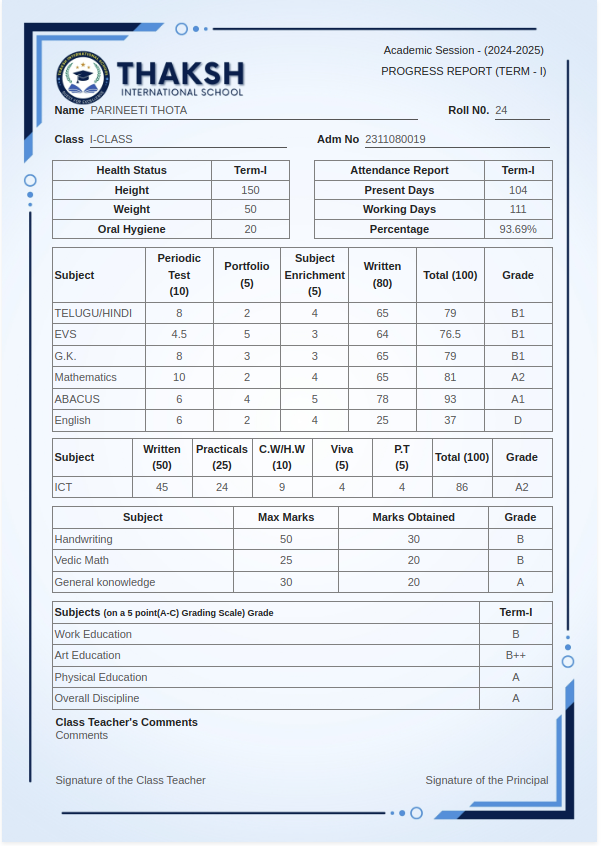 Academic Session - (2024-2025)
THAKSH
INTERNATIONAL SCHOOL
PROGRESS REPORT (TERM - I)
Name PARINEETI THOTA Roll N0. 24
Class I-CLASS Adm No 2311080019
Health Status Term-I
Height 150
Weight 50
Oral Hygiene 20
Attendance Report Term-I
Present Days 104
Working Days 111
Percentage 93.69%
Subject Periodic Test (10) Portfolio (5) Subject Enrichment (5) Written (80) Total (100) Grade
TELUGU/HINDI 8 2 4 65 79 B1
EVS 4.5 5 3 64 76.5 B1
G.K. 8 3 3 65 79 B1
Mathematics 10 2 4 65 81 A2
ABACUS 6 4 5 78 93 A1
English 6 2 4 25 37 D
Subject Written (50) Practicals (25) C.W/H.W (10) Viva (5) P.T (5) Total (100) Grade
ICT 45 24 9 4 4 86 A2
Subject Max Marks Marks Obtained Grade
Handwriting 50 30 B
Vedic Math 25 20 B
General konowledge 30 20 A
Subjects (on a 5 point(A-C) Grading Scale) Grade Term-I
Work Education B
Art Education B++
Physical Education A
Overall Discipline A
Class Teacher's Comments
Comments
Signature of the Class Teacher Signature of the Principal